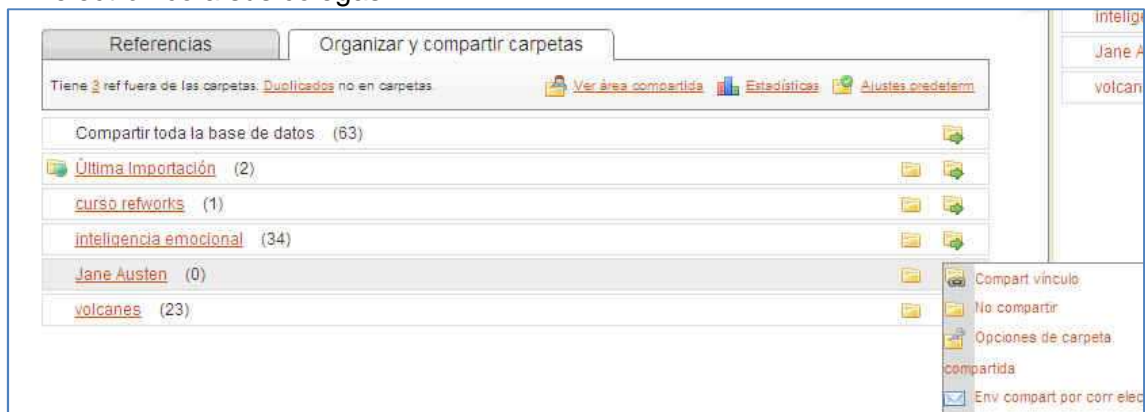 Referencias
Organizar y compartir carpetas
Tiene 3 ref fuera de las carpetas. Duplicados no en carpetas
Ver área compartida
Estadísticas
Ajustes predeterm
Compartir toda la base de datos (63)
Última Importación (2)
curso refworks (1)
inteligencia emocional (34)
Jane Austen (0)
volcanes (23)
Compart vínculo
No compartir
Opciones de carpeta
compartida
Env compart por corr elec
intelig
Jane A
volcan